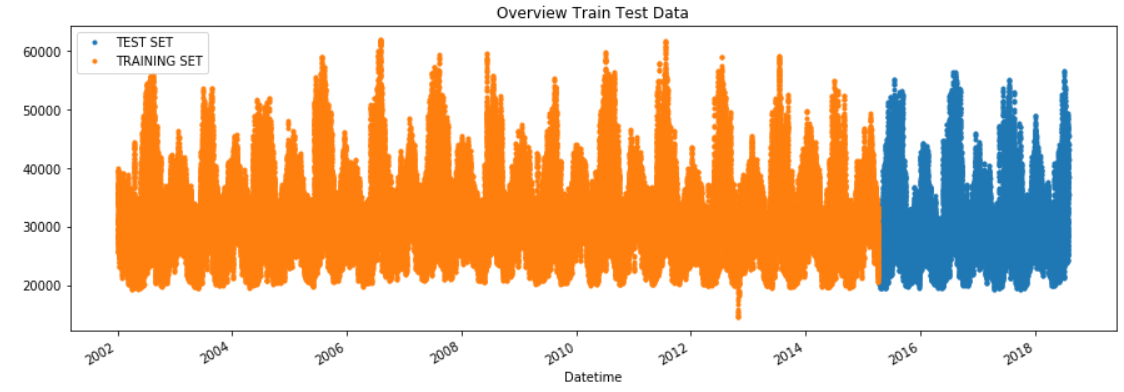 Overview Train Test Data
TEST SET
TRAINING SET
60000
50000
40000
30000
20000
2002 2004 2006 2008 2010 2012 2014 2016 2018
Datetime